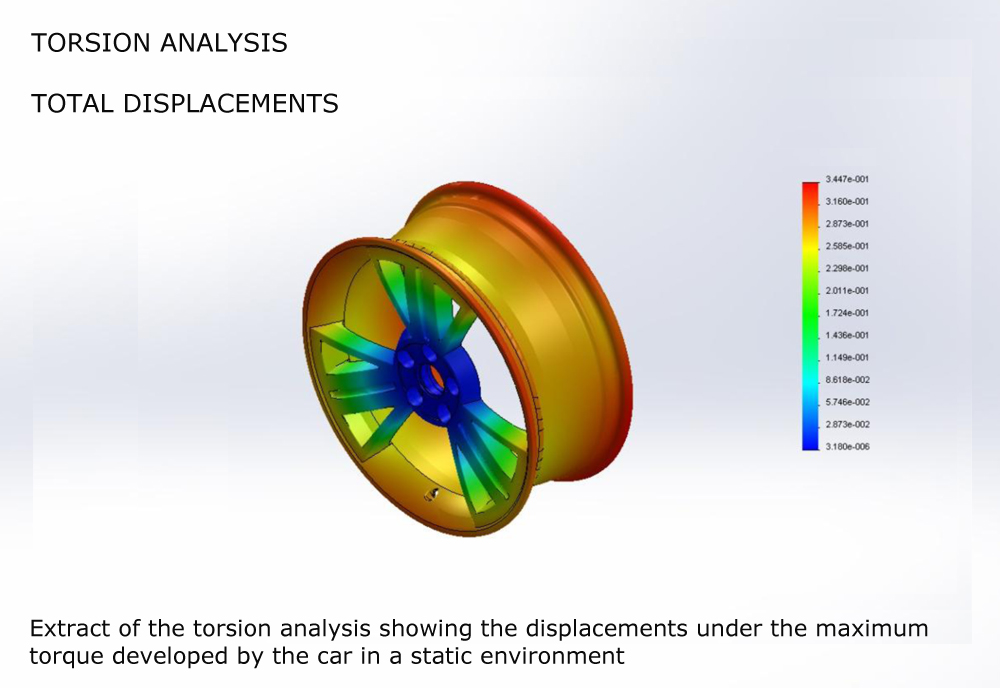 TORSION ANALYSIS
TOTAL DISPLACEMENTS
3.447e-001
3.160e-001
2.873e-001
2.585e-001
2.298e-001
2.011e-001
1.724e-001
1.436e-001
1.149e-001
8.618e-002
5.746e-002
2.873e-002
3.180e-006
Extract of the torsion analysis showing the displacements under the maximum
torque developed by the car in a static environment